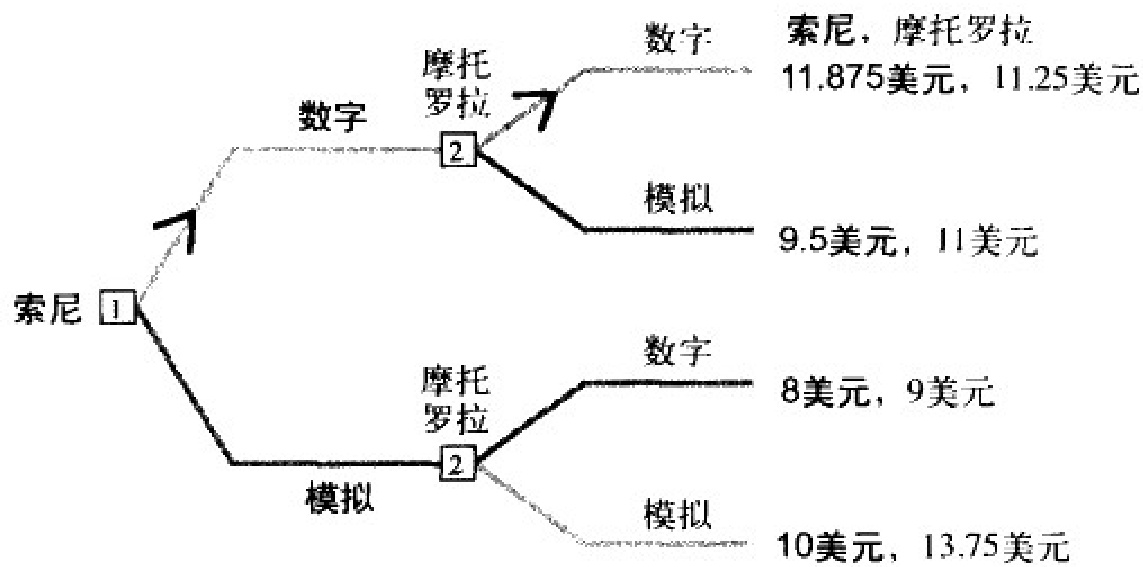 数字
索尼，摩托罗拉
摩托
罗拉
11.875美元，11.25美元
数字
2
模拟
9.5美元，11美元
索尼 1
数字
摩托
罗拉
8美元，9美元
2
模拟
模拟
10美元，13.75美元